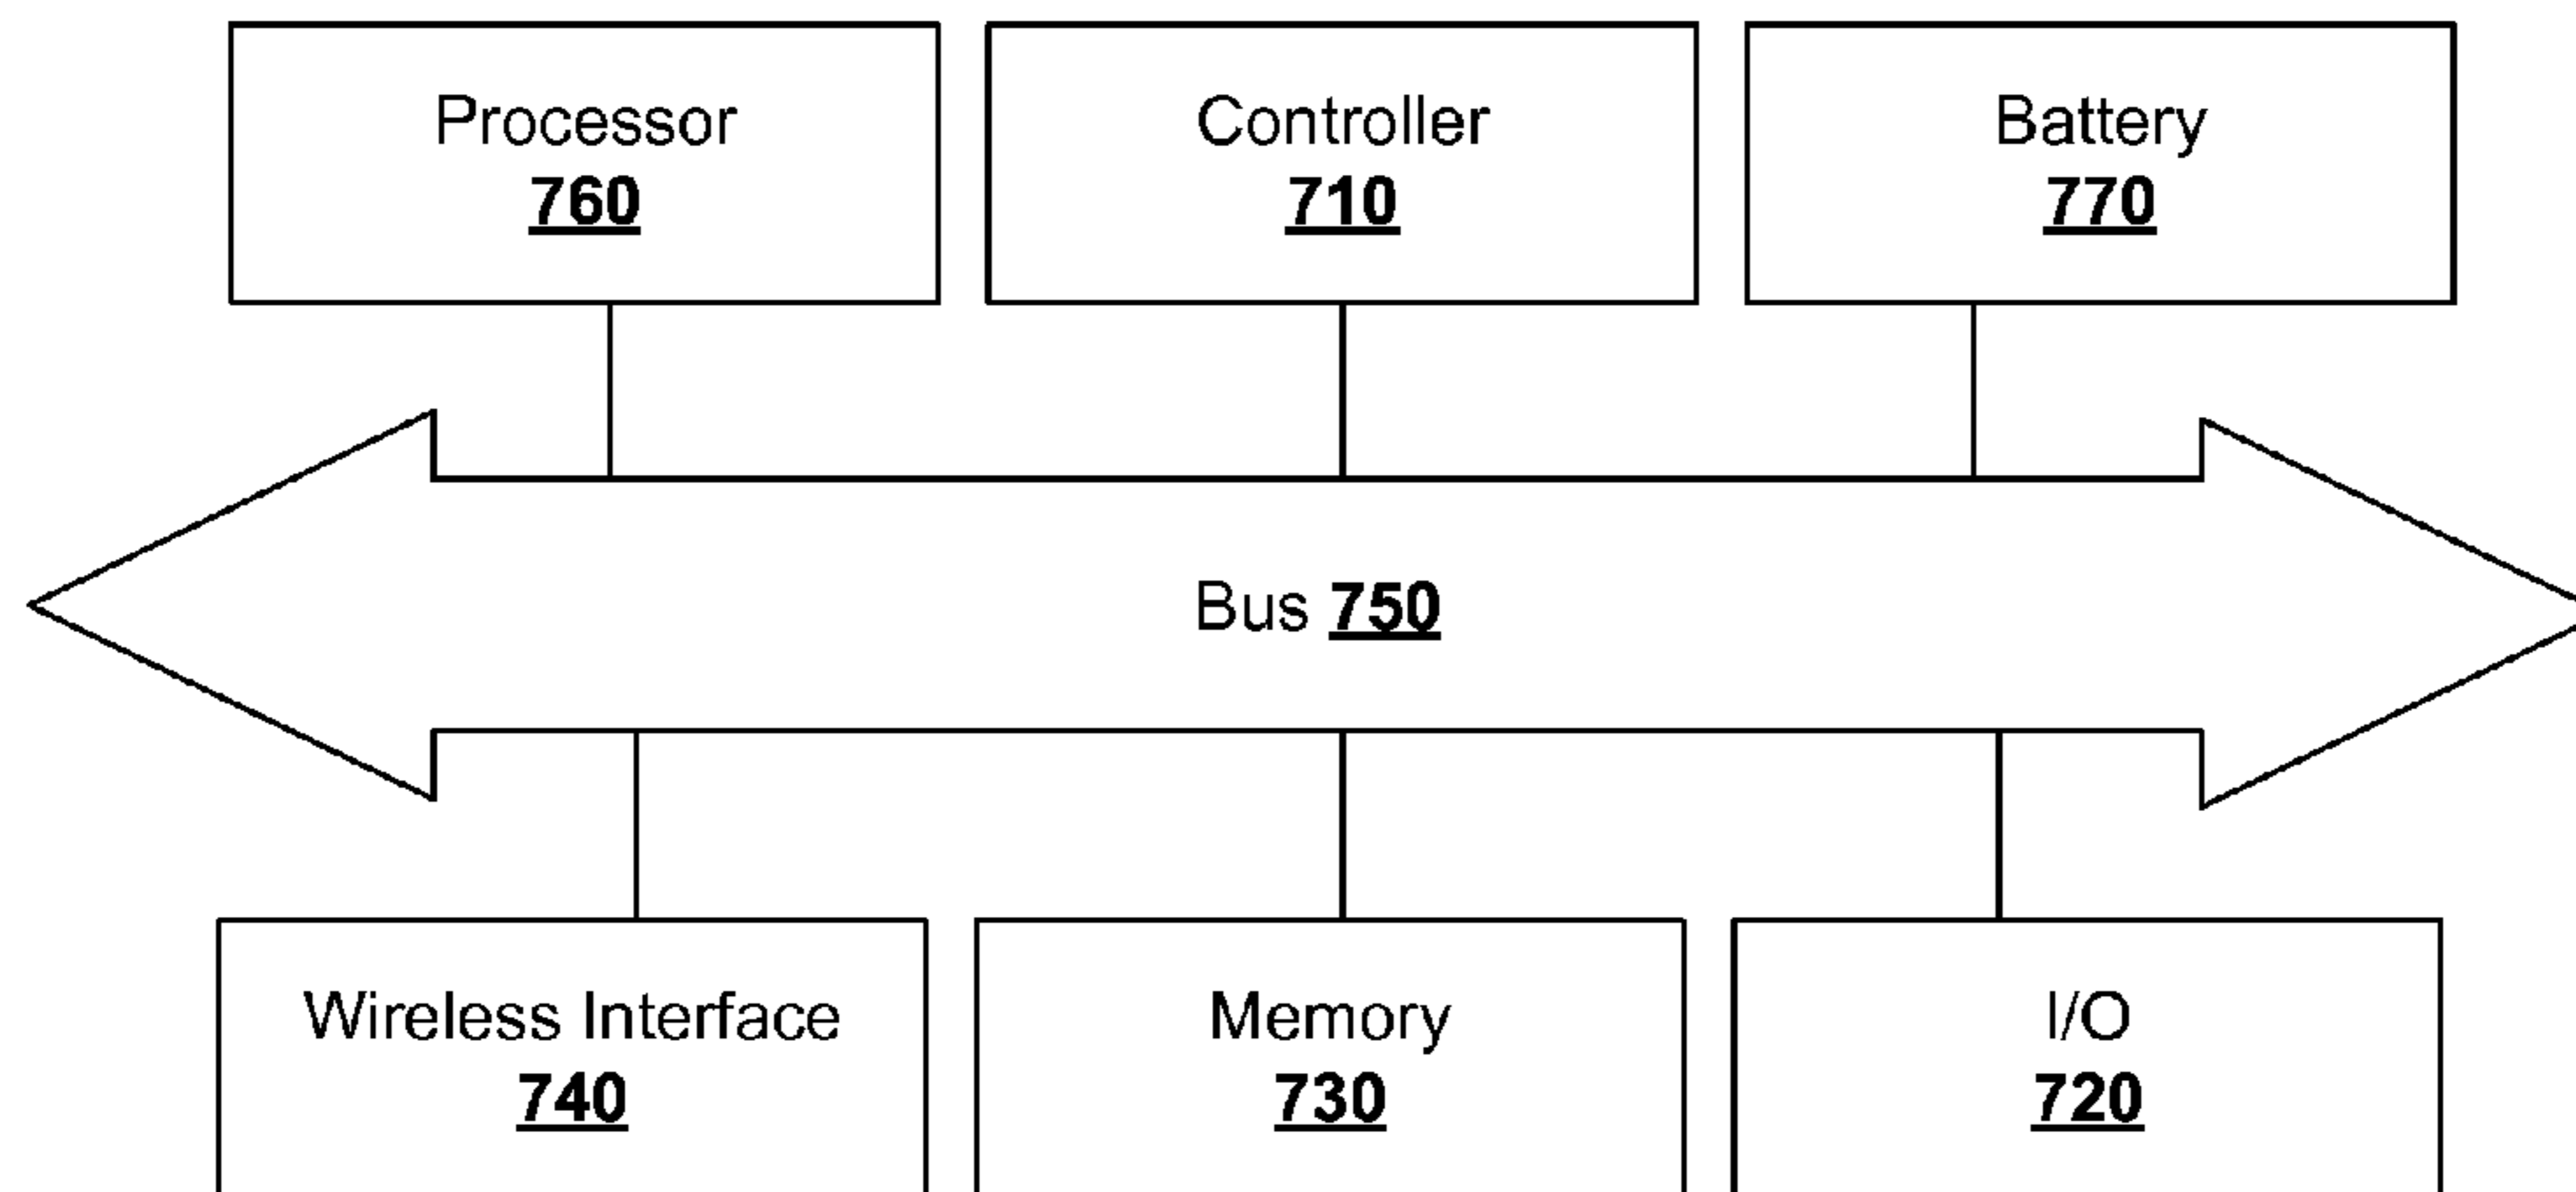 Processor
760
Controller
710
Battery
770
Bus 750
Wireless Interface
740
Memory
730
I/O
720